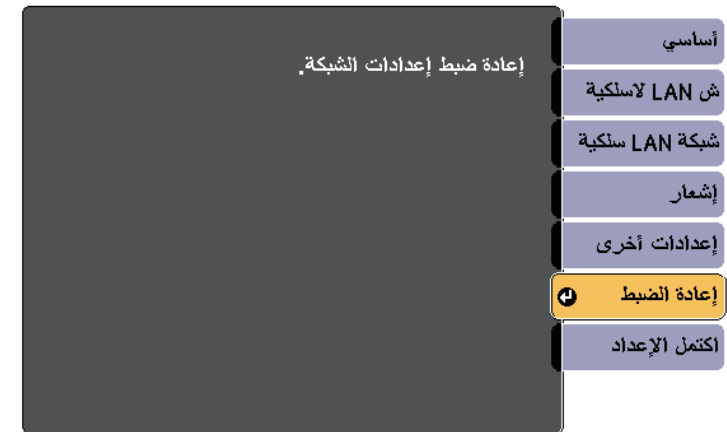 أساسي
ش LAN لاسلكية
شبكة LAN سلكية
إشعار
إعدادات أخرى
إعادة الضبط
اكتمل الإعداد
إعادة ضبط إعدادات الشبكة.